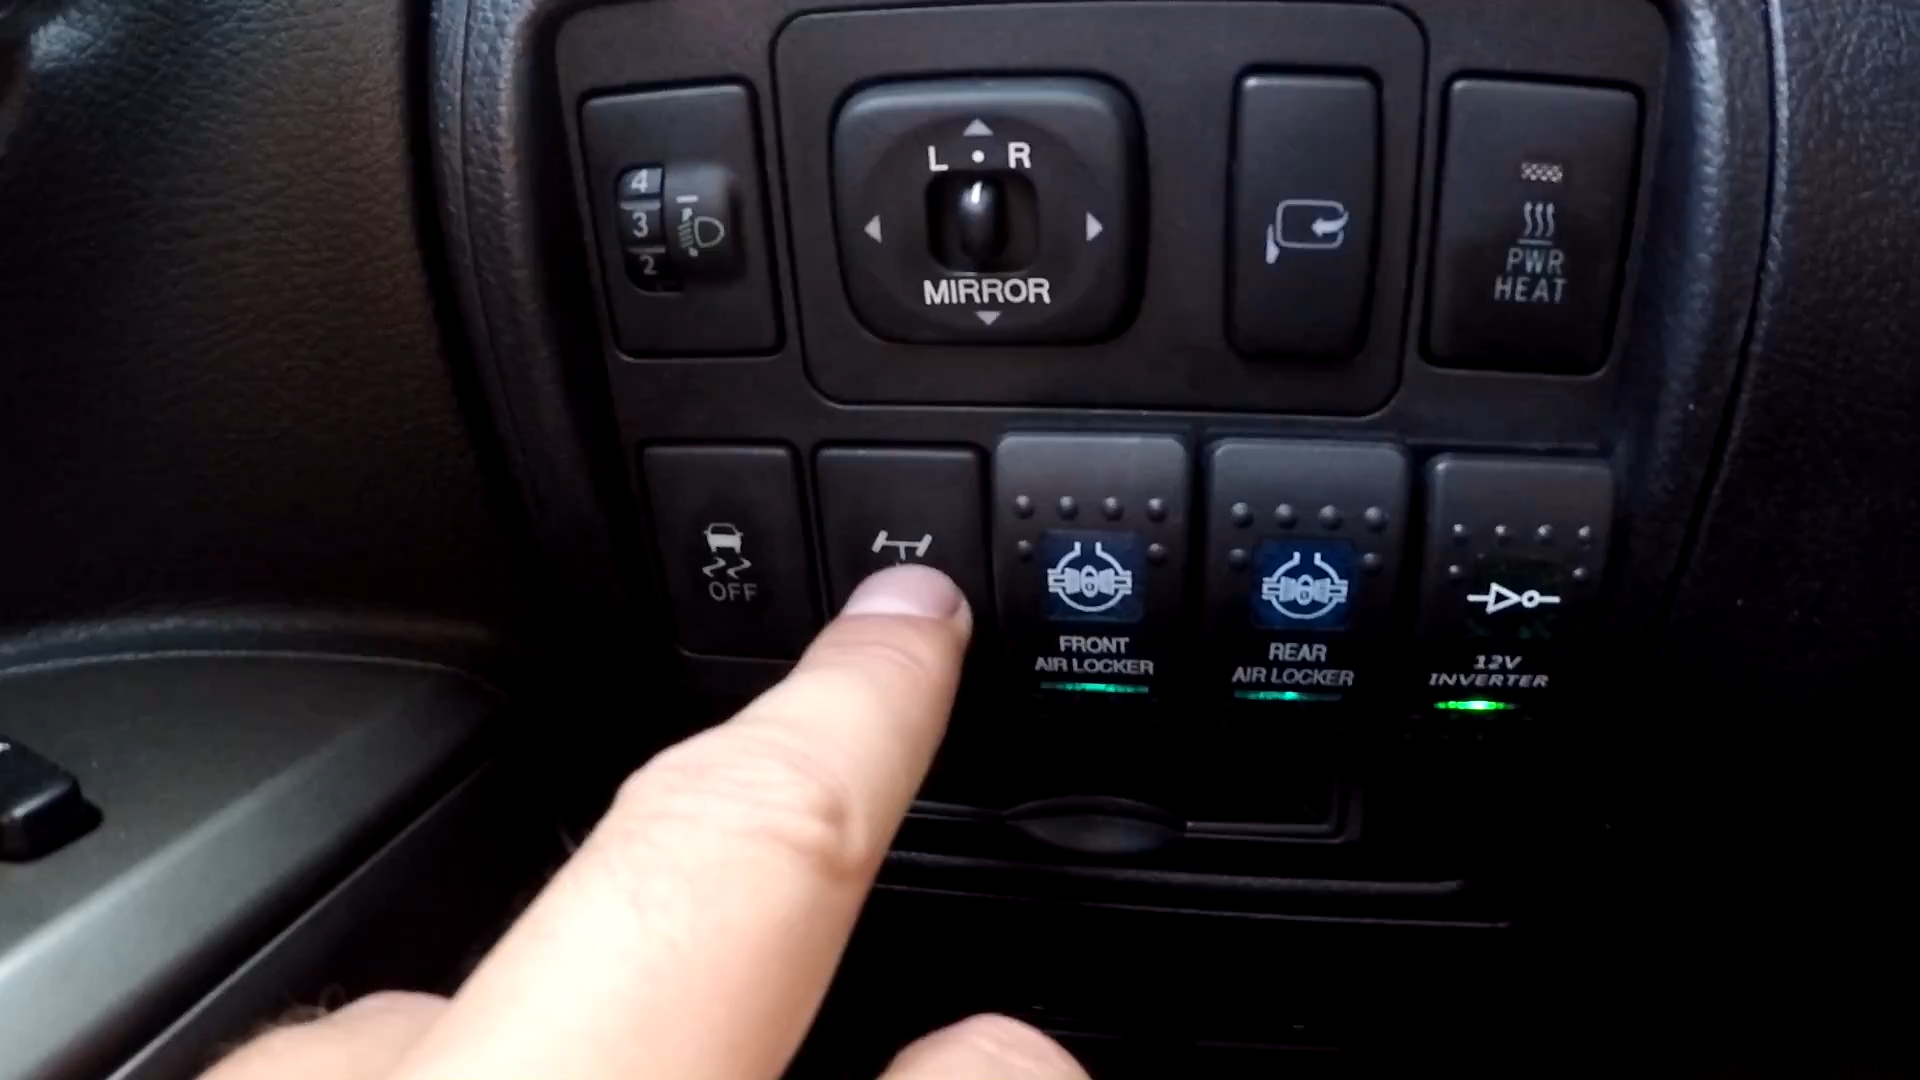 4
3
2
L • R
MIRROR
PWR
HEAT
OFF
FRONT
AIR LOCKER
REAR
AIR LOCKER
12V
INVERTER